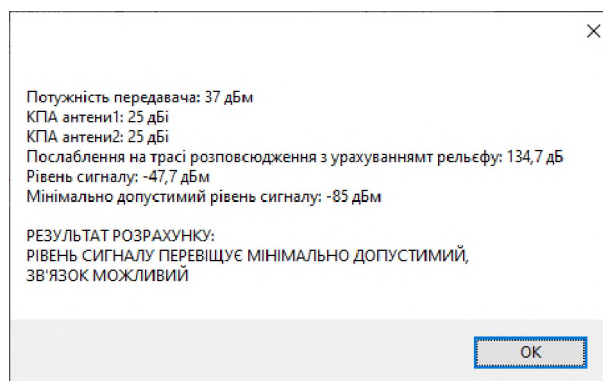 Потужність передавача: 37 дБм
КПА антени1: 25 дБі
КПА антени2: 25 дБі
Послаблення на трасі розповсюдження з урахуваннямт рельєфу: 134,7 дБ
Рівень сигналу: -47,7 дБм
Мінімально допустимий рівень сигналу: -85 дБм
РЕЗУЛЬТАТ РОЗРАХУНКУ:
РІВЕНЬ СИГНАЛУ ПЕРЕВІЩУЄ МІНІМАЛЬНО ДОПУСТИМИЙ,
ЗВ'ЯЗОК МОЖЛИВИЙ
OK